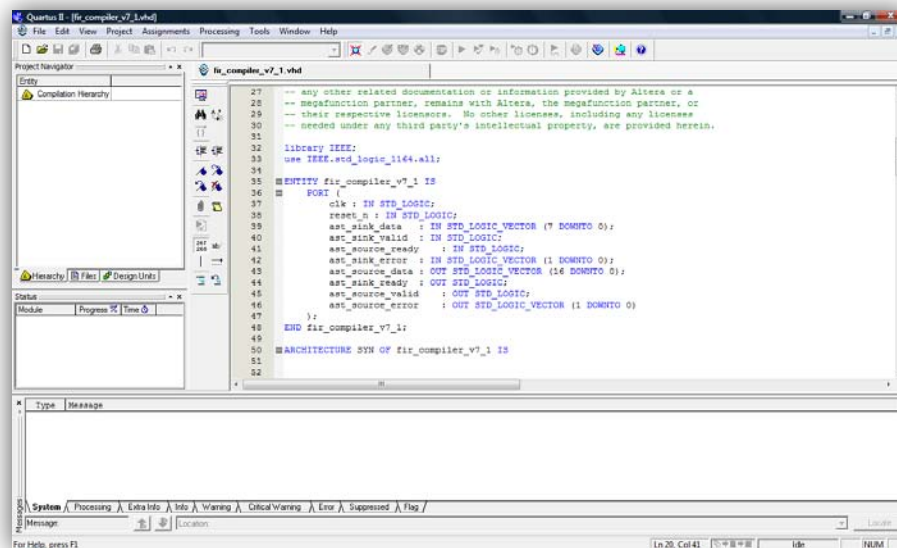 Quartus II - [fir_compiler_v7_1.vhd]
File Edit View Project Assignments Processing Tools Window Help
Project Navigator
Entity
Compilation Hierarchy
Hierarchy Files Design Units
Status
Module Progress % Time
fir_compiler_v7_1.vhd
27 -- any other related documentation or information provided by Altera or a
28 -- megafunction partner, remains with Altera, the megafunction partner, or
29 -- their respective licensors. No other licenses, including any licenses
30 -- needed under any third party's intellectual property, are provided herein.
31
32 library IEEE;
33 use IEEE.std_logic_1164.all;
34
35 ENTITY fir_compiler_v7_1 IS
36 PORT (
37 clk : IN STD_LOGIC;
38 reset_n : IN STD_LOGIC;
39 ast_sink_data : IN STD_LOGIC_VECTOR (7 DOWNTO 0);
40 ast_sink_valid : IN STD_LOGIC;
41 ast_source_ready : IN STD_LOGIC;
42 ast_sink_error : IN STD_LOGIC_VECTOR (1 DOWNTO 0);
43 ast_source_data : OUT STD_LOGIC_VECTOR (16 DOWNTO 0);
44 ast_sink_ready : OUT STD_LOGIC;
45 ast_source_valid : OUT STD_LOGIC;
46 ast_source_error : OUT STD_LOGIC_VECTOR (1 DOWNTO 0)
47 );
48 END fir_compiler_v7_1;
49
50 ARCHITECTURE SYN OF fir_compiler_v7_1 IS
51
52
Type Message
System Processing Extra Info Info Warning Critical Warning Error Suppressed Flag
Messages
Message: Location: Locate
For Help, press F1
Ln 20, Col 41 Idle NUM